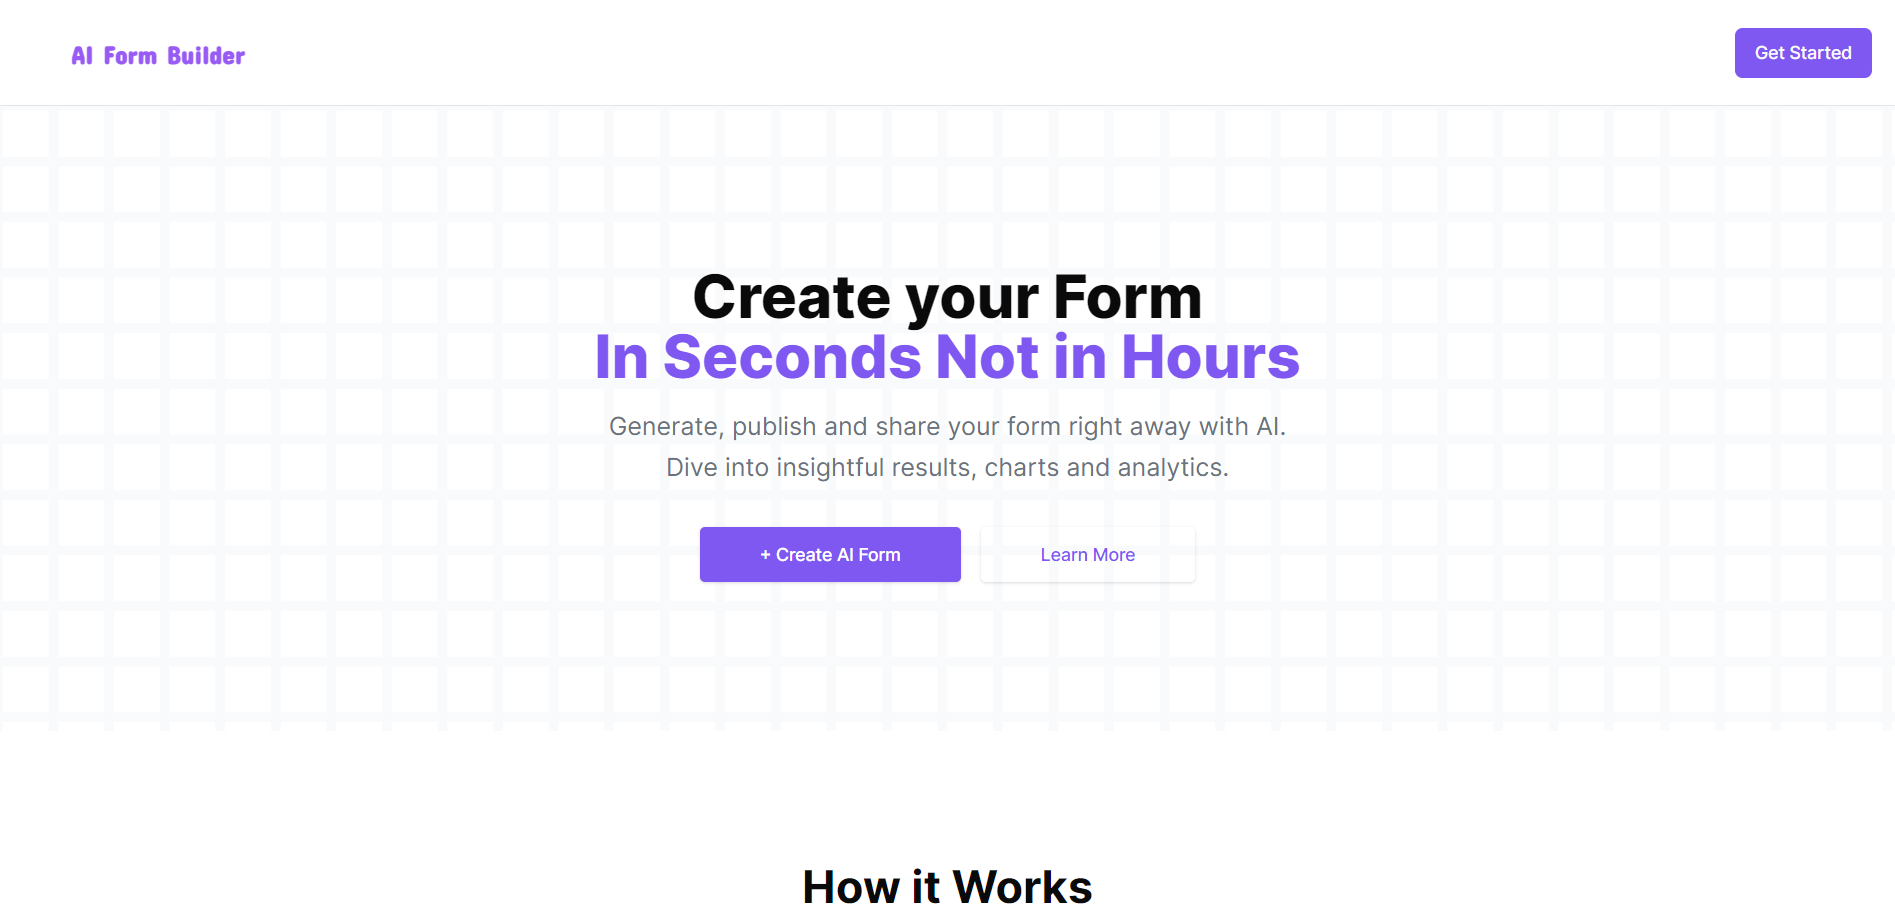 AI Form Builder
Get Started
Create your Form
In Seconds Not in Hours
Generate, publish and share your form right away with AI.
Dive into insightful results, charts and analytics.
+ Create AI Form
Learn More
How it Works